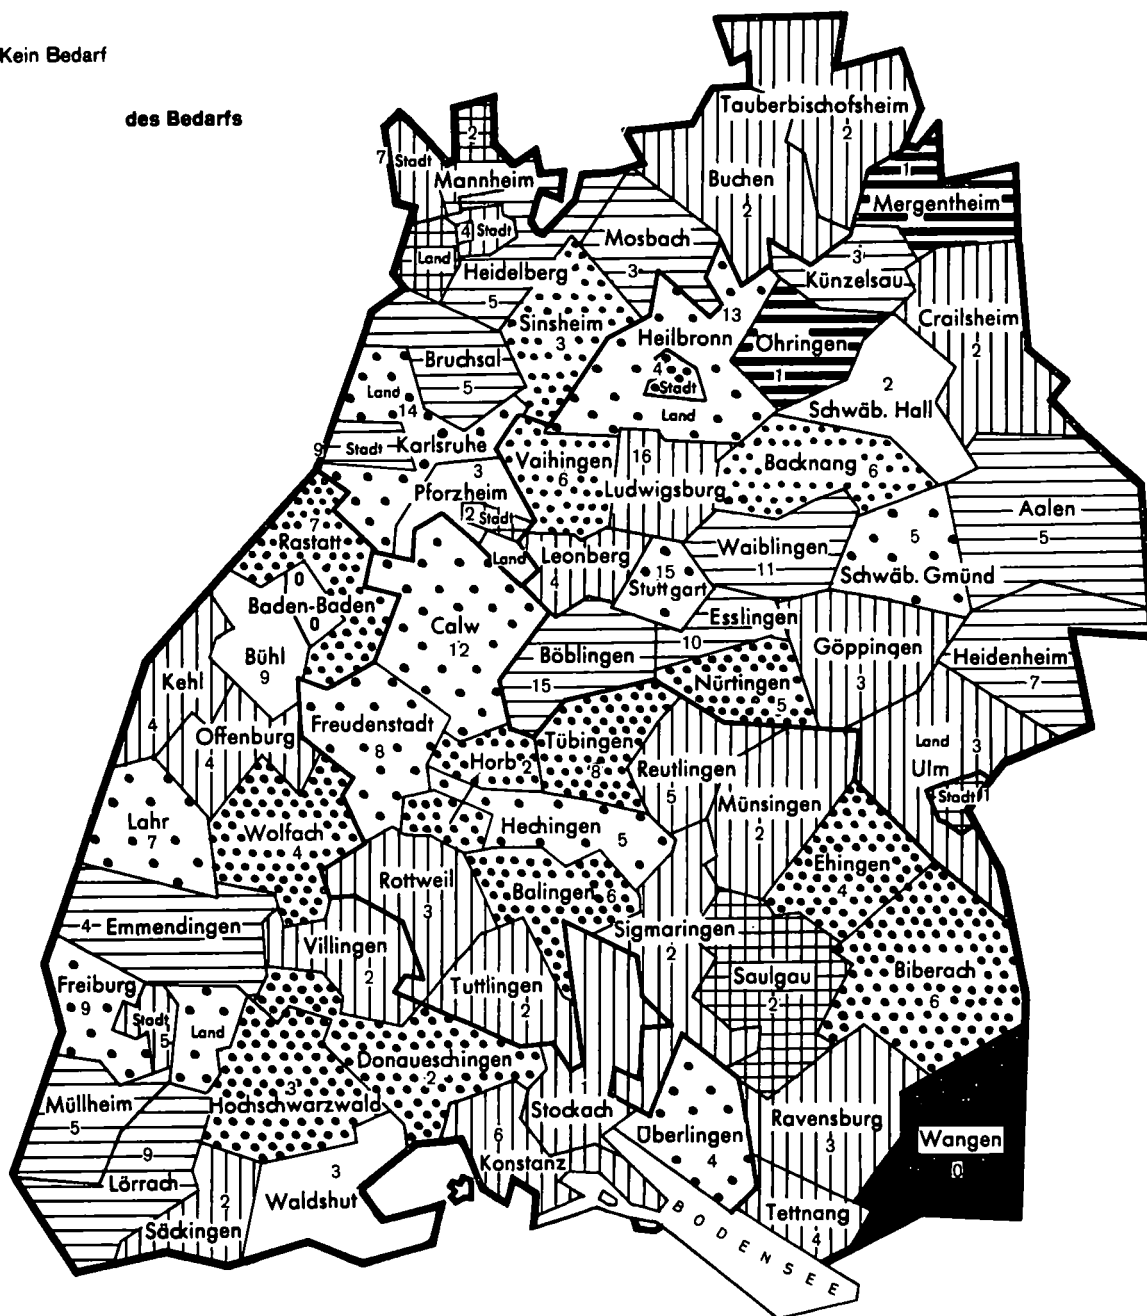 Kein Bedarf
des Bedarfs
Tauberbischofsheim
2
2
7 Stadt
Mannheim
1
Buchen
2
Mergentheim
4 Stadt
Mosbach
Land
Heidelberg
3
3
Künzelsau
5
13
Sinsheim
3
Heilbronn
Öhringen
Crailsheim
2
Bruchsal
5
4
Stadt
1
2
Land
14
Land
Schwäb. Hall
9 Stadt
Karlsruhe
3
Vaihingen
6
16
Backnang 6
Pforzheim
Ludwigsburg
2 Stadt
7
Rastatt
Aalen
5
5
Land
Leonberg
4
Waiblingen
11
15
Stuttgart
Schwäb. Gmünd
0
Baden-Baden
0
Esslingen
10
Calw
12
Göppingen
3
Bühl
9
Böblingen
15
Heidenheim
7
Kehl
4
Nürtingen
5
Freudenstadt
8
Offenburg
4
Tübingen
8
Land
3
Ulm
Horb 2
Reutlingen
5
Stadt 1
Münsingen
2
Lahr
7
Wolfach
4
Hechingen
5
Ehingen
4
Rottweil
3
Balingen 6
4- Emmendingen
Sigmaringen
2
Villingen
2
Freiburg
9
Tuttlingen
2
Saulgau
2
Biberach
6
Stadt
5
Land
Donaueschingen
2
3
Hochschwarzwald
1
Stockach
Müllheim
5
Ravensburg
3
6
Überlingen
4
Wangen
0
9
Lörrach
Konstanz
3
Waldshut
2
Säckingen
Tettnang
4
BODENSEE